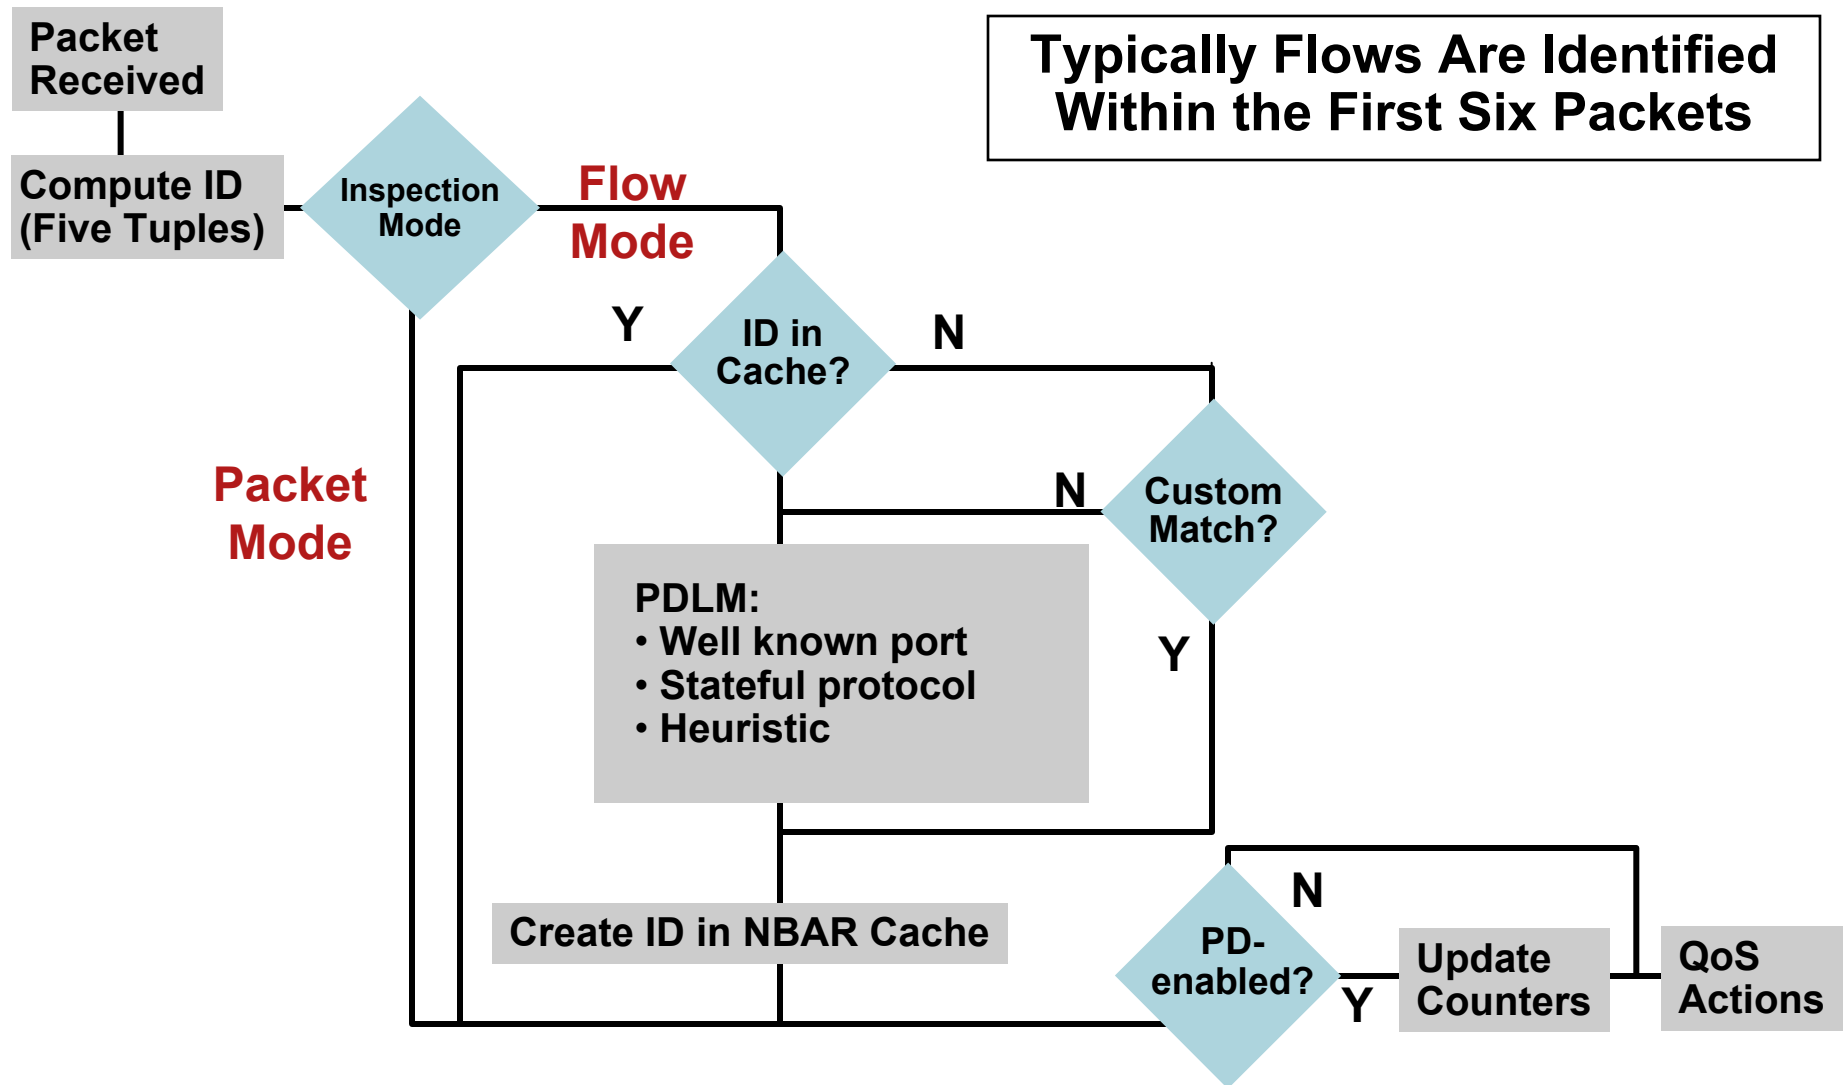 Packet
Received
Typically Flows Are Identified
Within the First Six Packets
Compute ID
(Five Tuples)
Inspection
Mode
Flow
Mode
Y
ID in
Cache?
N
Packet
Mode
N
Custom
Match?
Y
PDLM:
• Well known port
• Stateful protocol
• Heuristic
Create ID in NBAR Cache
N
PD-
enabled?
Y
Update
Counters
QoS
Actions